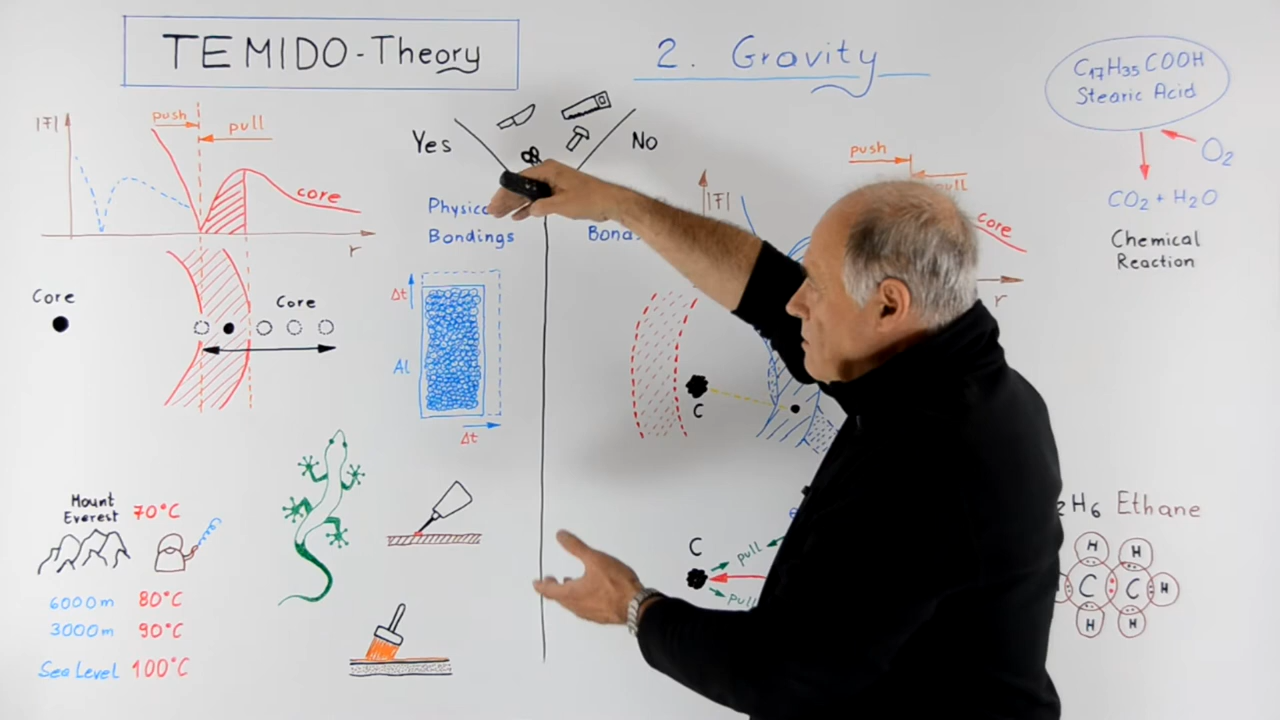 TEMIDO-Theory
2. Gravity
C17H35COOH
Stearic Acid
O2
CO2 + H2O
Chemical
Reaction
|F|
push
pull
core
r
Core
Core
Yes
No
Bondings
Δt
Al
Δt
push
|F|
core
r
C
Mount
Everest 70°C
6000m 80°C
3000m 90°C
Sea Level 100°C
C
pull
pull
H6 Ethane
H H
C C H
H H